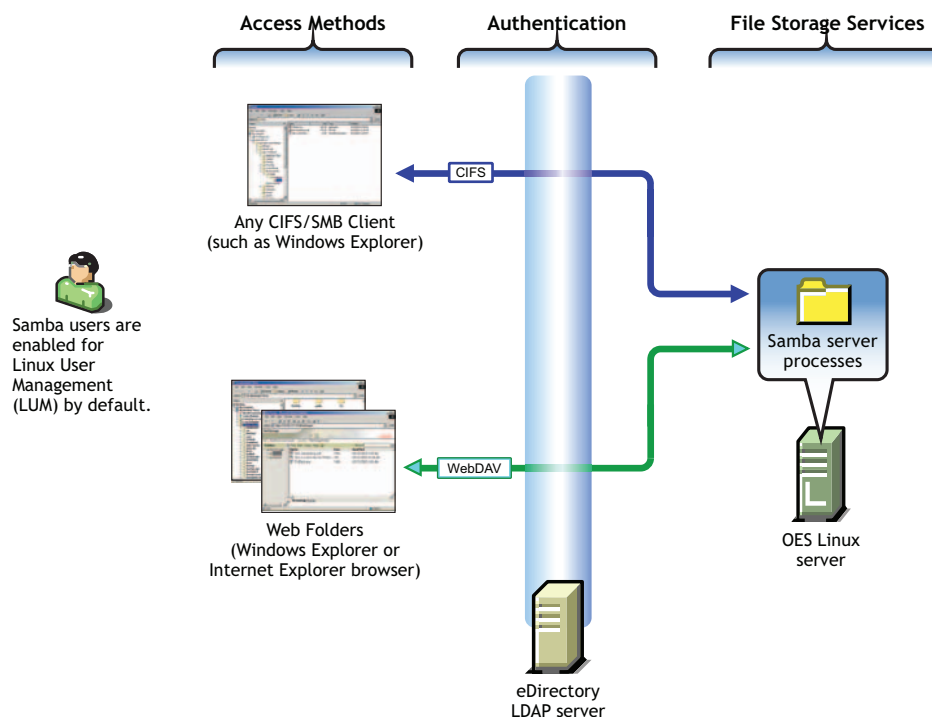 Access Methods
Authentication
File Storage Services
CIFS
Any CIFS/SMB Client
(such as Windows Explorer)
Samba users are
enabled for
Linux User
Management
(LUM) by default.
Samba server
processes
WebDAV
Web Folders
(Windows Explorer or
Internet Explorer browser)
OES Linux
server
eDirectory
LDAP server